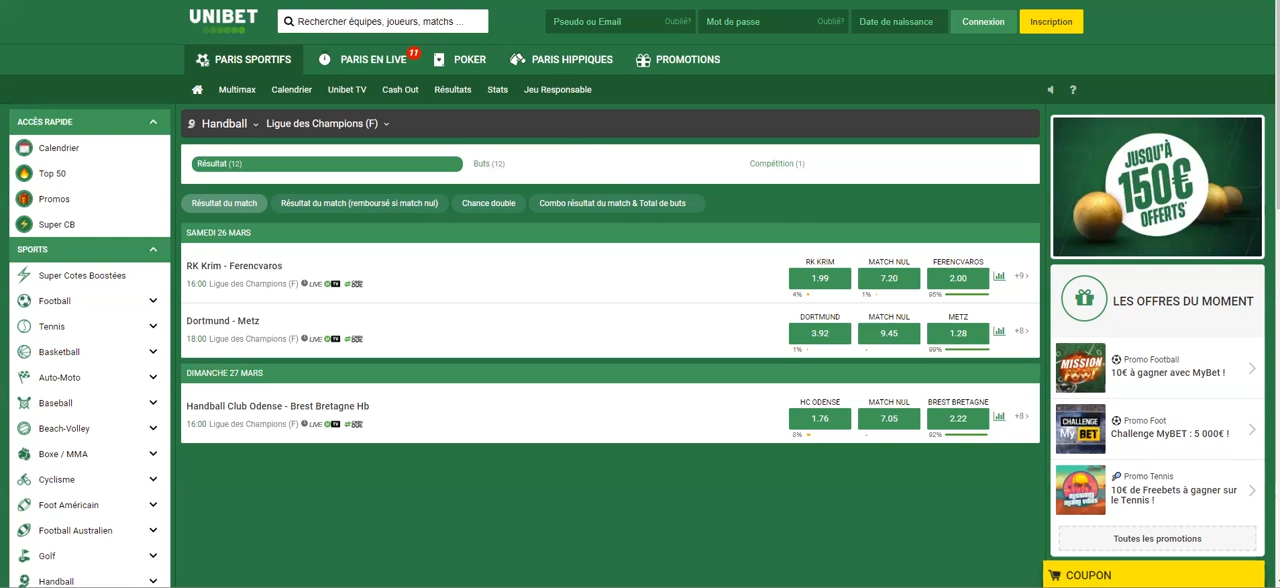 UNIBET
Rechercher équipes, joueurs, matchs ...
Pseudo ou Email Oublié?
Mot de passe Oublié?
Date de naissance
Connexion
Inscription
PARIS SPORTIFS
PARIS EN LIVE 11
POKER
PARIS HIPPIQUES
PROMOTIONS
Multimax
Calendrier
Unibet TV
Cash Out
Résultats
Stats
Jeu Responsable
?
ACCÈS RAPIDE
Calendrier
Top 50
Promos
Super CB
SPORTS
Super Cotes Boostées
Football
Tennis
Basketball
Auto-Moto
Baseball
Beach-Volley
Boxe / MMA
Cyclisme
Foot Américain
Football Australien
Golf
Handball
Handball
Ligue des Champions (F)
Résultat (12)
Buts (12)
Compétition (1)
Résultat du match
Résultat du match (remboursé si match nul)
Chance double
Combo résultat du match & Total de buts
SAMEDI 26 MARS
RK Krim - Ferencvaros
16:00 Ligue des Champions (F) LIVE TV
RK KRIM
1.99
4%
MATCH NUL
7.20
1%
FERENCVAROS
2.00
95%
+9
Dortmund - Metz
18:00 Ligue des Champions (F) LIVE TV
DORTMUND
3.92
1%
MATCH NUL
9.45
-
METZ
1.28
99%
+8
DIMANCHE 27 MARS
Handball Club Odense - Brest Bretagne Hb
16:00 Ligue des Champions (F) LIVE TV
HC ODENSE
1.76
8%
MATCH NUL
7.05
-
BREST BRETAGNE
2.22
92%
+8
JUSQU'À
150€
OFFERTS*
LES OFFRES DU MOMENT
MISSION
FOOT
Promo Football
10€ à gagner avec MyBet !
CHALLENGE
My BET
Promo Foot
Challenge MyBET : 5 000€ !
Promo Tennis
10€ de Freebets à gagner sur
le Tennis !
Toutes les promotions
COUPON